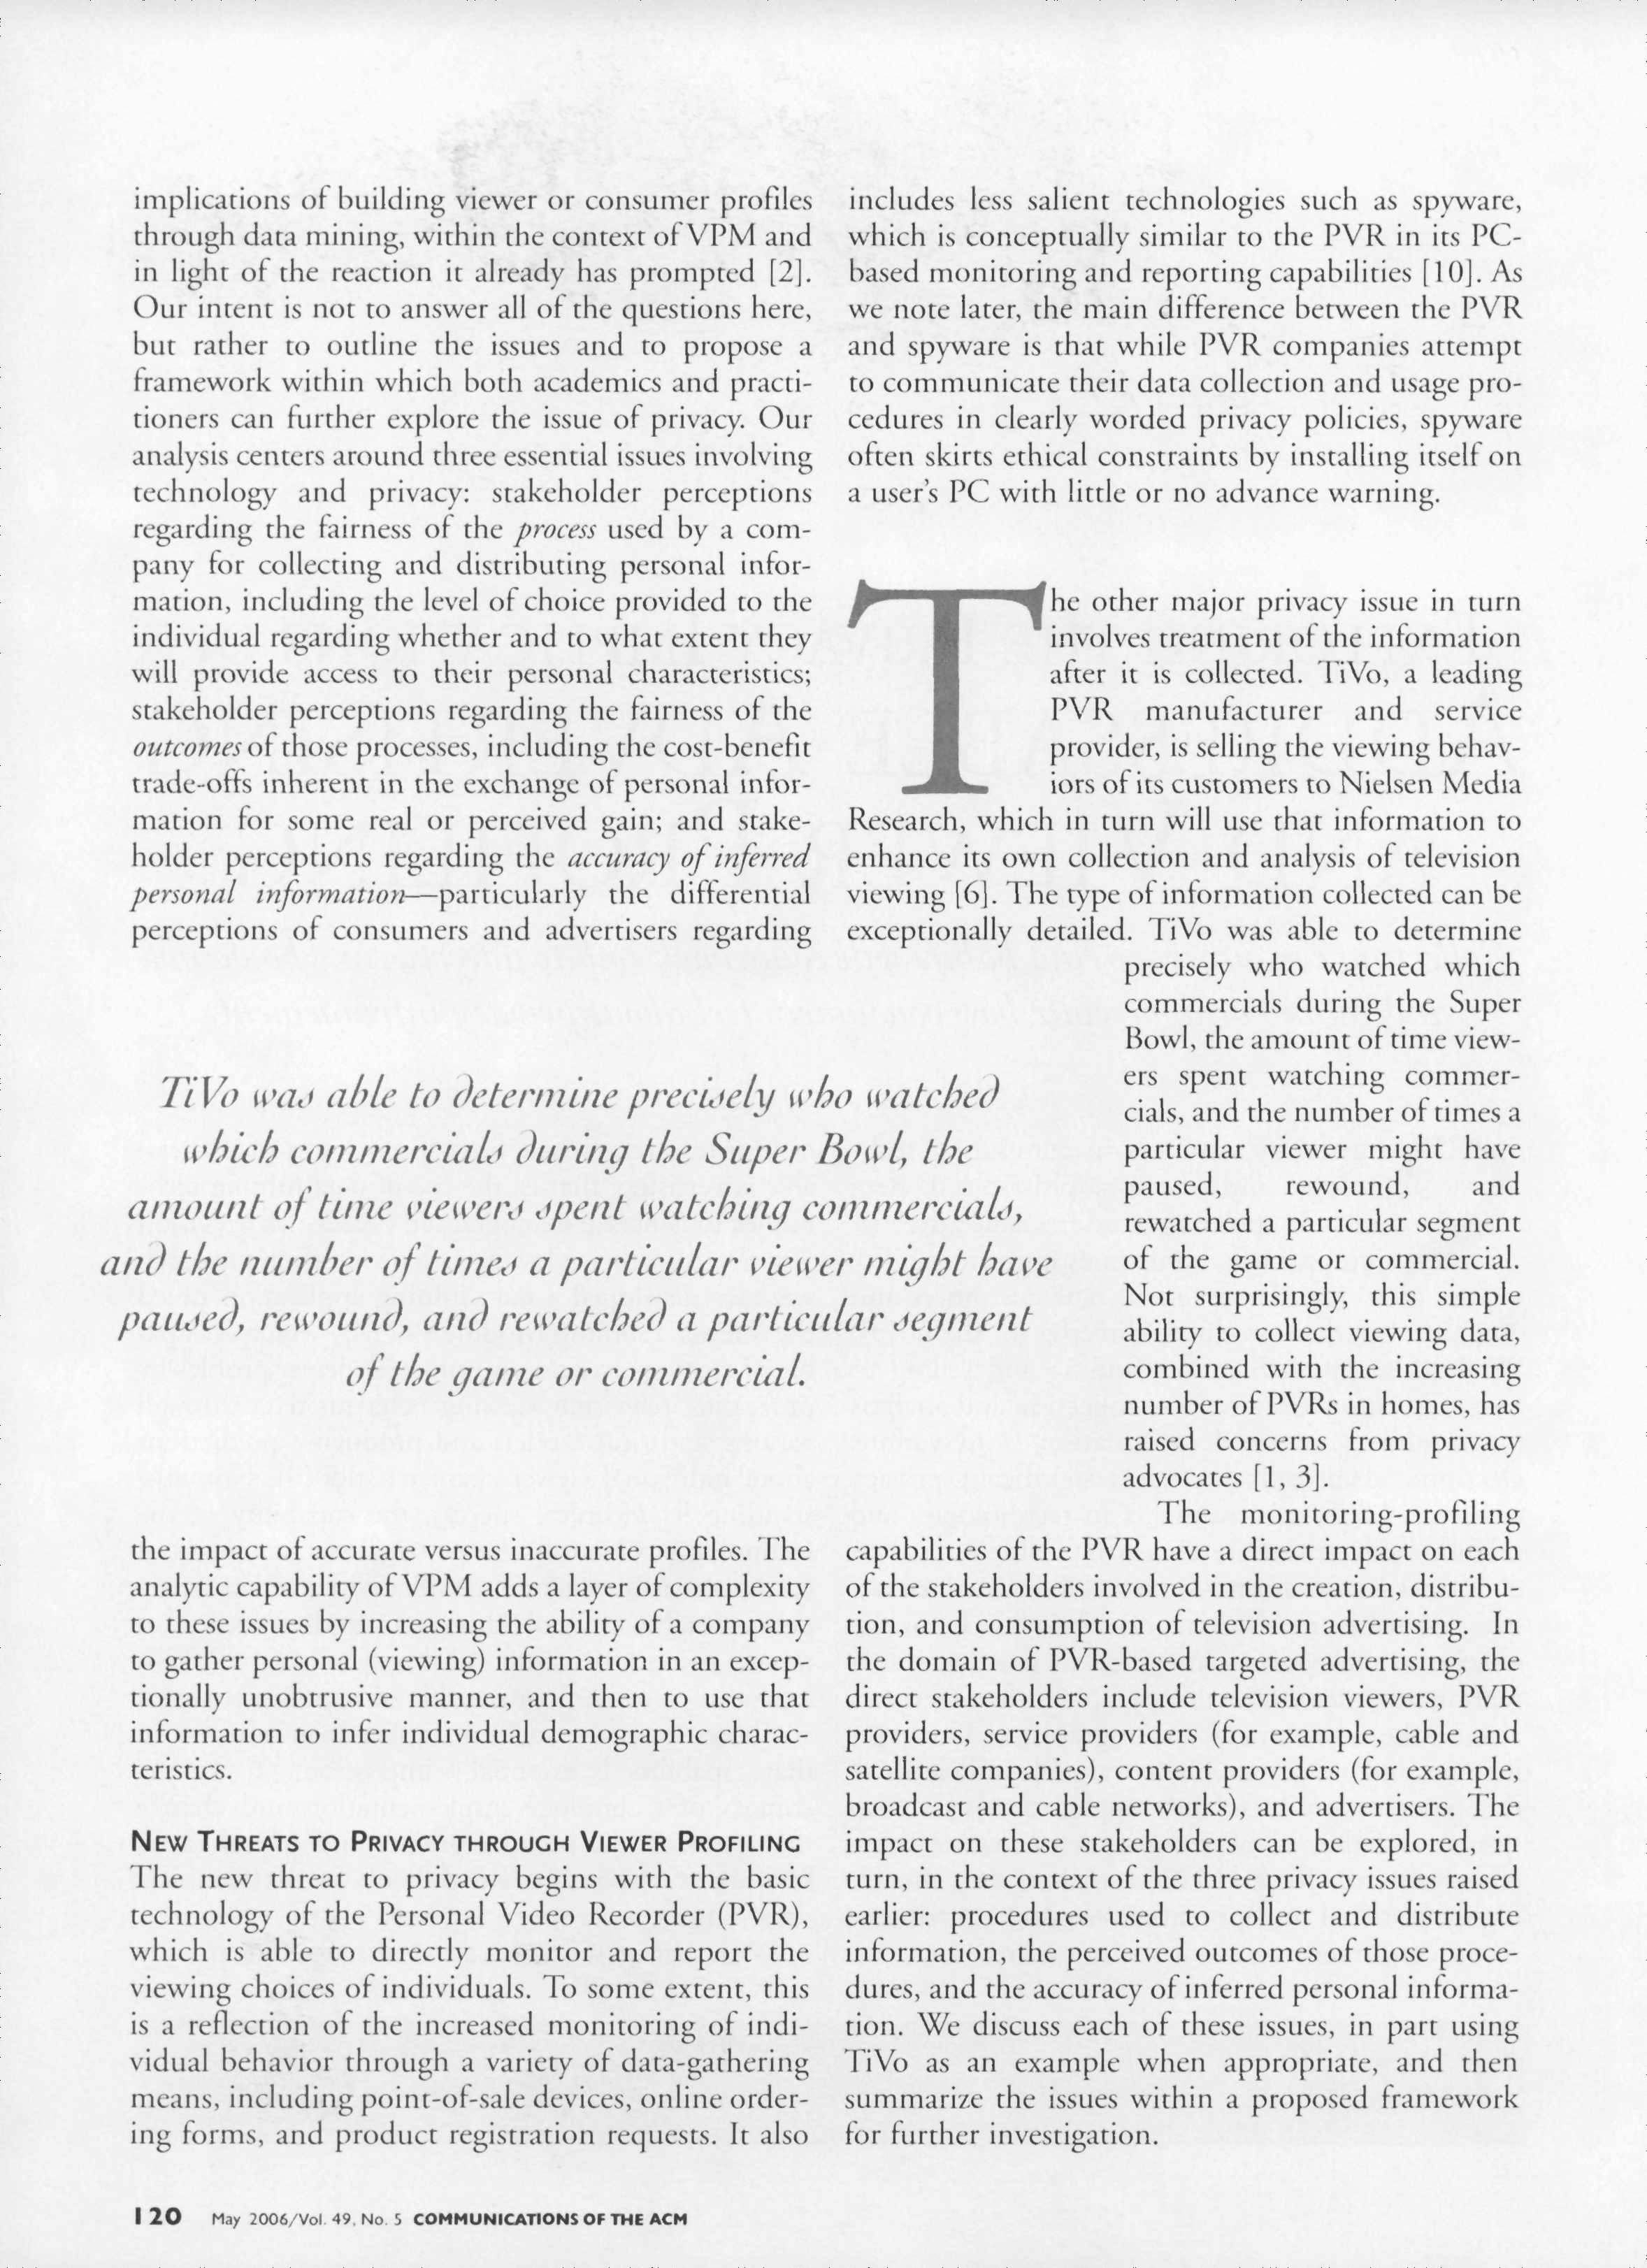 implications of building viewer or consumer profiles
through data mining, within the context of VPM and
in light of the reaction it already has prompted [2].
Our intent is not to answer all of the questions here,
but rather to outline the issues and to propose a
framework within which both academics and practi-
tioners can further explore the issue of privacy. Our
analysis centers around three essential issues involving
technology and privacy: stakeholder perceptions
regarding the fairness of the process used by a com-
pany for collecting and distributing personal infor-
mation, including the level of choice provided to the
individual regarding whether and to what extent they
will provide access to their personal characteristics;
stakeholder perceptions regarding the fairness of the
outcomes of those processes, including the cost-benefit
trade-offs inherent in the exchange of personal infor-
mation for some real or perceived gain; and stake-
holder perceptions regarding the accuracy of inferred
personal information—particularly the differential
perceptions of consumers and advertisers regarding
TiVo was able to determine precisely who watched
which commercials during the Super Bowl, the
amount of time viewers spent watching commercials,
and the number of times a particular viewer might have
paused, rewound, and rewatched a particular segment
of the game or commercial.
the impact of accurate versus inaccurate profiles. The
analytic capability of VPM adds a layer of complexity
to these issues by increasing the ability of a company
to gather personal (viewing) information in an excep-
tionally unobtrusive manner, and then to use that
information to infer individual demographic charac-
teristics.
NEW THREATS TO PRIVACY THROUGH VIEWER PROFILING
The new threat to privacy begins with the basic
technology of the Personal Video Recorder (PVR),
which is able to directly monitor and report the
viewing choices of individuals. To some extent, this
is a reflection of the increased monitoring of indi-
vidual behavior through a variety of data-gathering
means, including point-of-sale devices, online order-
ing forms, and product registration requests. It also
includes less salient technologies such as spyware,
which is conceptually similar to the PVR in its PC-
based monitoring and reporting capabilities [10]. As
we note later, the main difference between the PVR
and spyware is that while PVR companies attempt
to communicate their data collection and usage pro-
cedures in clearly worded privacy policies, spyware
often skirts ethical constraints by installing itself on
a user's PC with little or no advance warning.
The other major privacy issue in turn
involves treatment of the information
after it is collected. TiVo, a leading
PVR manufacturer and service
provider, is selling the viewing behav-
iors of its customers to Nielsen Media
Research, which in turn will use that information to
enhance its own collection and analysis of television
viewing [6]. The type of information collected can be
exceptionally detailed. TiVo was able to determine
precisely who watched which
commercials during the Super
Bowl, the amount of time view-
ers spent watching commer-
cials, and the number of times a
particular viewer might have
paused, rewound, and
rewatched a particular segment
of the game or commercial.
Not surprisingly, this simple
ability to collect viewing data,
combined with the increasing
number of PVRs in homes, has
raised concerns from privacy
advocates [1, 3].
The monitoring-profiling
capabilities of the PVR have a direct impact on each
of the stakeholders involved in the creation, distribu-
tion, and consumption of television advertising. In
the domain of PVR-based targeted advertising, the
direct stakeholders include television viewers, PVR
providers, service providers (for example, cable and
satellite companies), content providers (for example,
broadcast and cable networks), and advertisers. The
impact on these stakeholders can be explored, in
turn, in the context of the three privacy issues raised
earlier: procedures used to collect and distribute
information, the perceived outcomes of those proce-
dures, and the accuracy of inferred personal informa-
tion. We discuss each of these issues, in part using
TiVo as an example when appropriate, and then
summarize the issues within a proposed framework
for further investigation.
120 May 2006/Vol. 49, No. 5 COMMUNICATIONS OF THE ACM